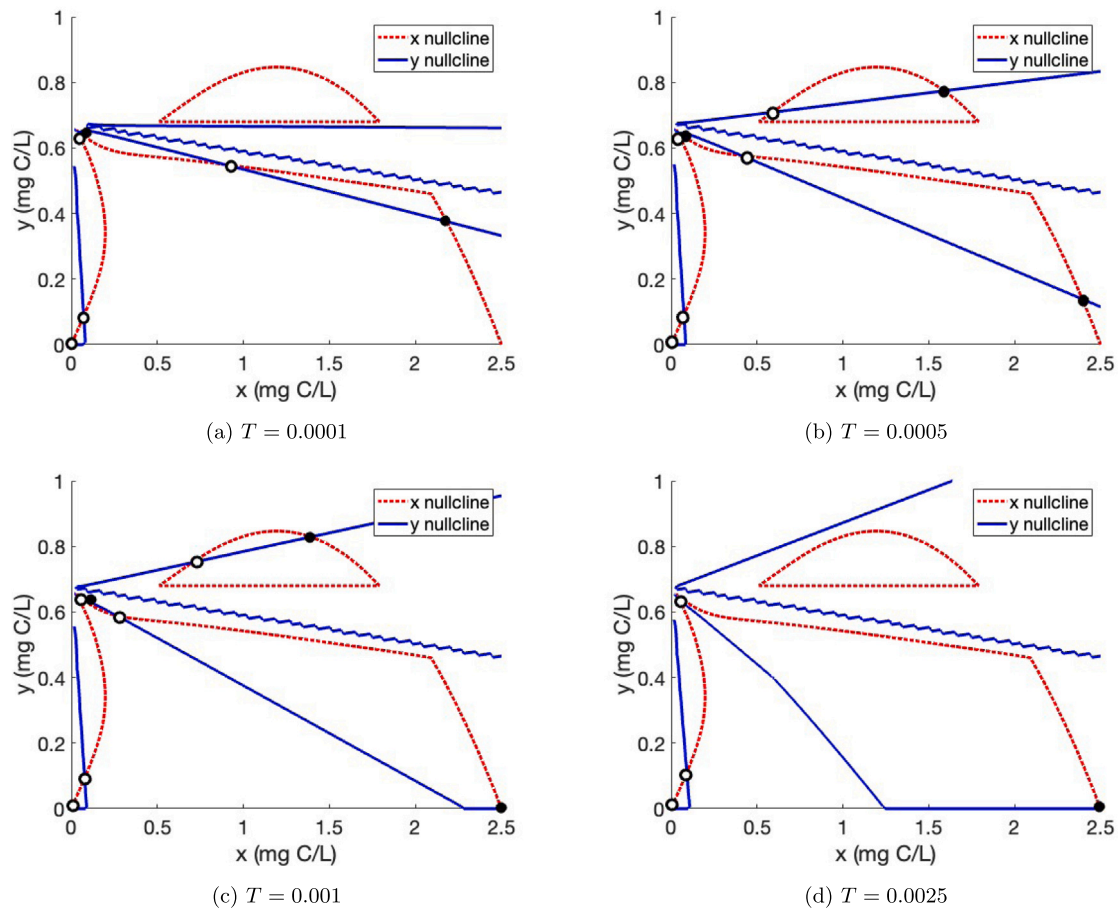 1
0.8
0.6
0.4
0.2
0
y (mg C/L)
0 0.5 1 1.5 2 2.5
x (mg C/L)
x nullcline
y nullcline
(a) T = 0.0001
1
0.8
0.6
0.4
0.2
0
y (mg C/L)
0 0.5 1 1.5 2 2.5
x (mg C/L)
x nullcline
y nullcline
(b) T = 0.0005
1
0.8
0.6
0.4
0.2
0
y (mg C/L)
0 0.5 1 1.5 2 2.5
x (mg C/L)
x nullcline
y nullcline
(c) T = 0.001
1
0.8
0.6
0.4
0.2
0
y (mg C/L)
0 0.5 1 1.5 2 2.5
x (mg C/L)
x nullcline
y nullcline
(d) T = 0.0025